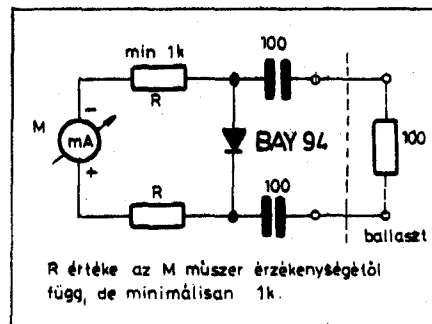 min 1k
100
R
M
mA
BAY 94
100
R
100
ballaszt
R értéke az M műszer érzékenységétől
függ, de minimálisan 1k.